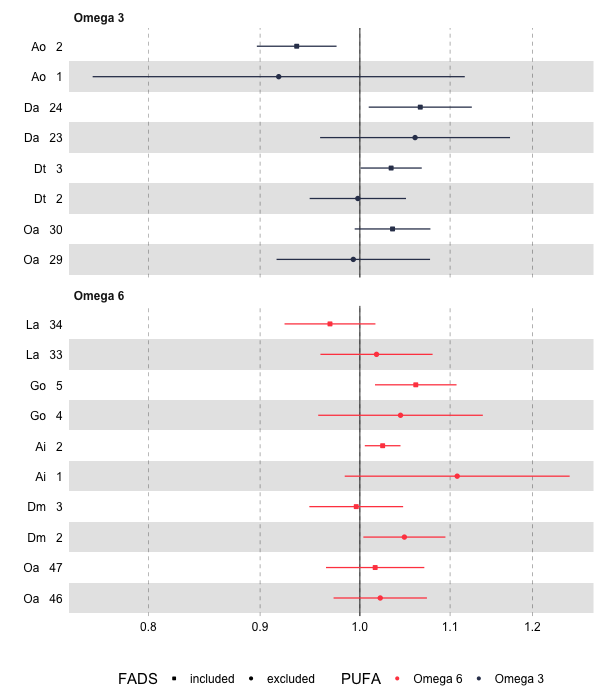 Omega 3
Ao 2
Ao 1
Da 24
Da 23
Dt 3
Dt 2
Oa 30
Oa 29
Omega 6
La 34
La 33
Go 5
Go 4
Ai 2
Ai 1
Dm 3
Dm 2
Oa 47
Oa 46
0.8 0.9 1.0 1.1 1.2
FADS included excluded PUFA Omega 6 Omega 3